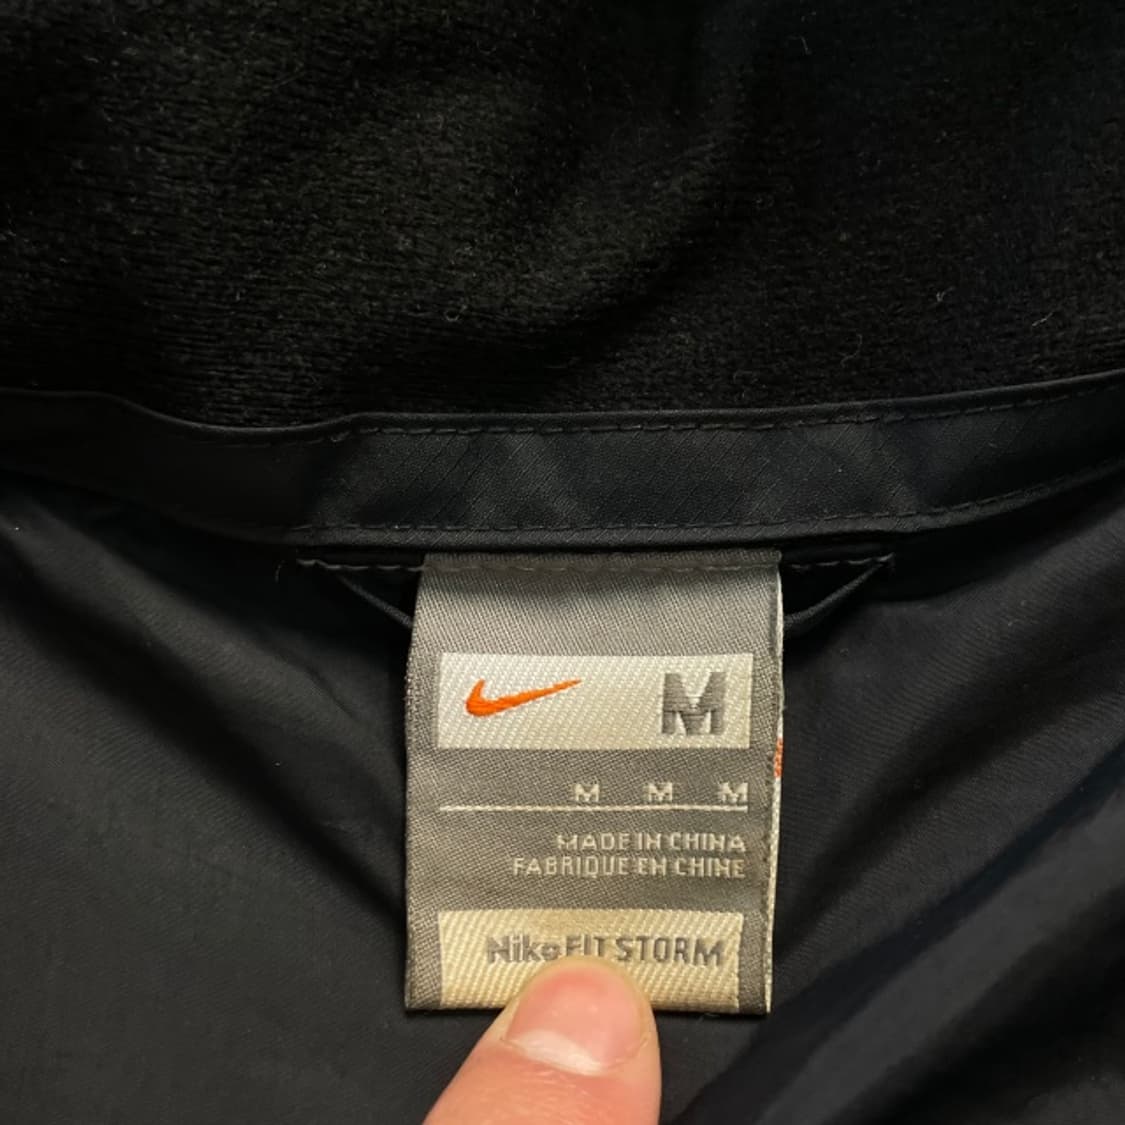 M
M M M
MADE IN CHINA
FABRIQUE EN CHINE
Nike FIT STORM